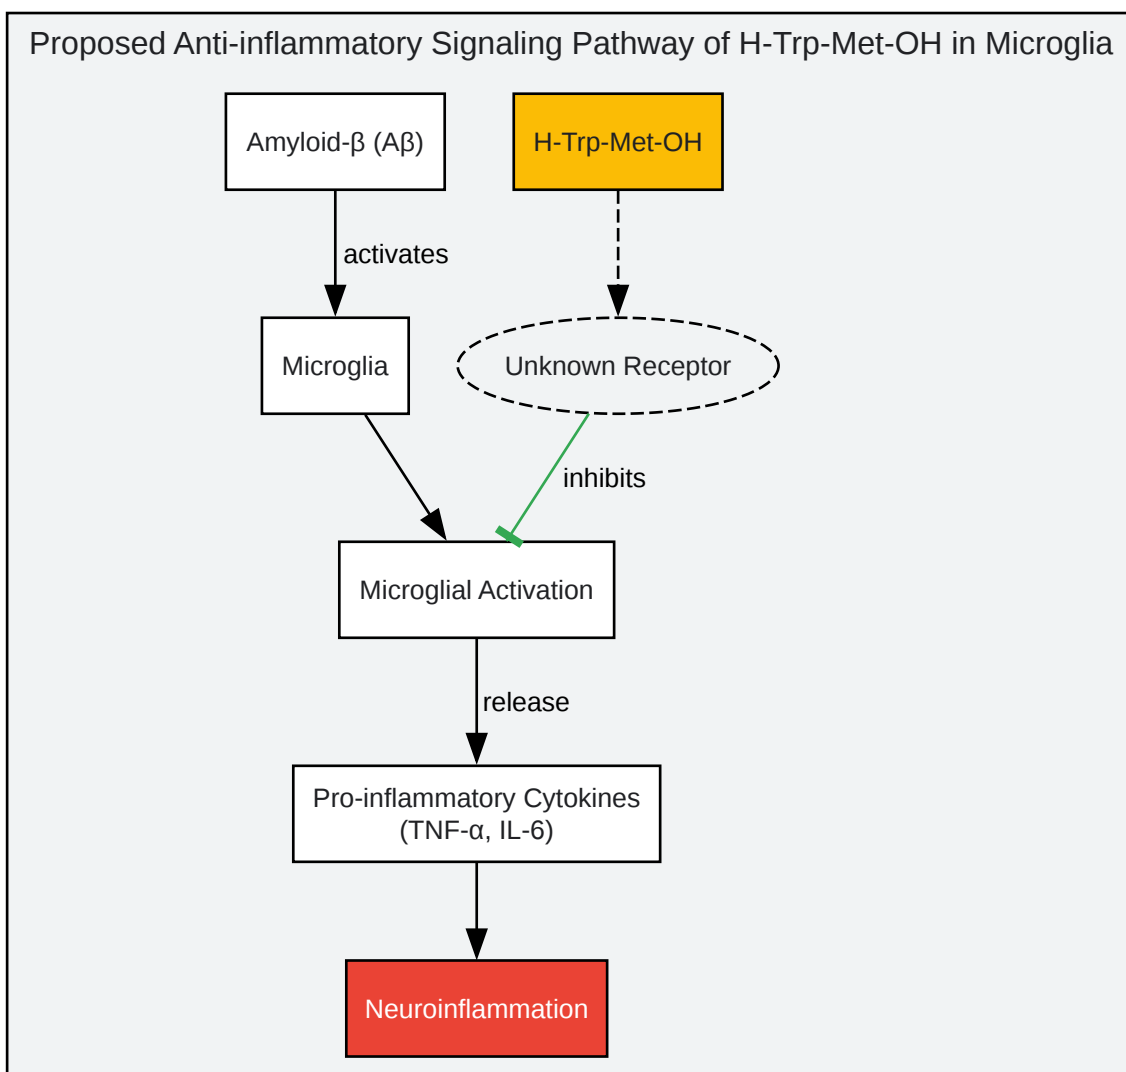 Proposed Anti-inflammatory Signaling Pathway of H-Trp-Met-OH in Microglia
Amyloid-β (Aβ)
H-Trp-Met-OH
activates
Microglia
Unknown Receptor
inhibits
Microglial Activation
release
Pro-inflammatory Cytokines
(TNF-α, IL-6)
Neuroinflammation